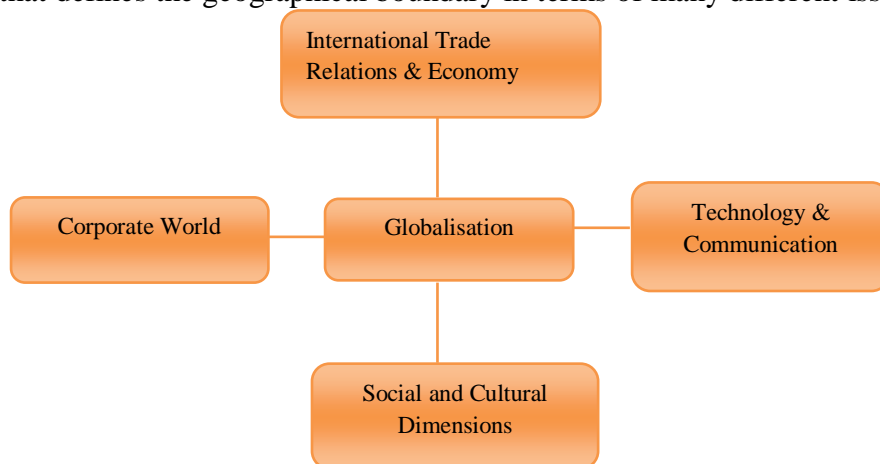 that defines the geographical boundary in terms of many different iss
International Trade
Relations & Economy
Corporate World
Globalisation
Technology &
Communication
Social and Cultural
Dimensions